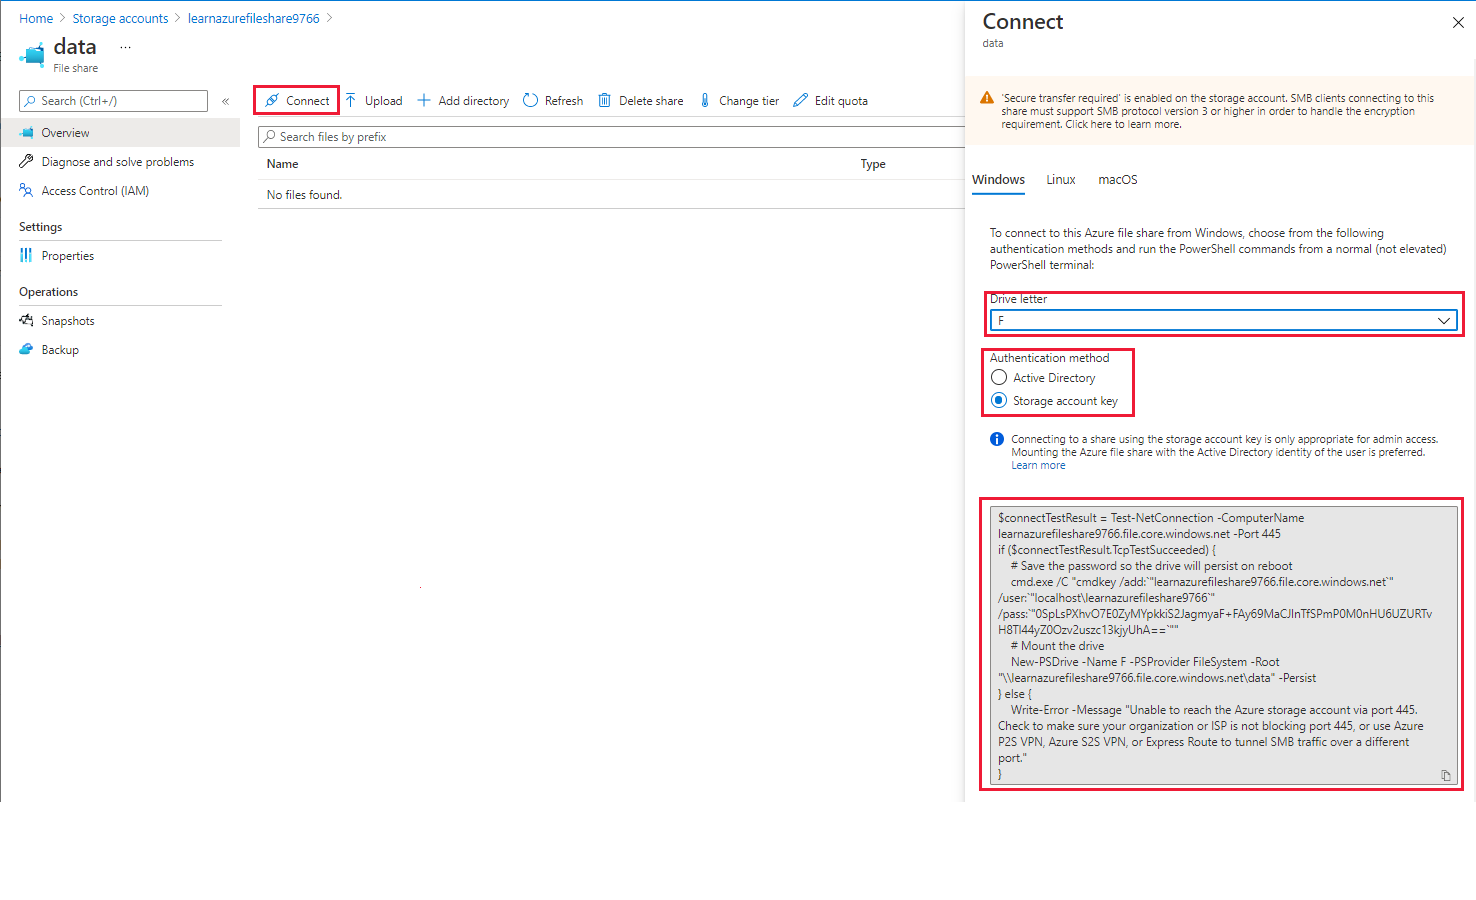 Home > Storage accounts > learnazurefileshare9766 >
data ...
File share
Search (Ctrl+/) «
Overview
Diagnose and solve problems
Access Control (IAM)
Settings
Properties
Operations
Snapshots
Backup
Connect Upload Add directory Refresh Delete share Change tier Edit quota
Search files by prefix
Name Type
No files found.
Connect
data
'Secure transfer required' is enabled on the storage account. SMB clients connecting to this
share must support SMB protocol version 3 or higher in order to handle the encryption
requirement. Click here to learn more.
Windows Linux macOS
To connect to this Azure file share from Windows, choose from the following
authentication methods and run the PowerShell commands from a normal (not elevated)
PowerShell terminal:
Drive letter
F
Authentication method
Active Directory
Storage account key
Connecting to a share using the storage account key is only appropriate for admin access.
Mounting the Azure file share with the Active Directory identity of the user is preferred.
Learn more
$connectTestResult = Test-NetConnection -ComputerName
learnazurefileshare9766.file.core.windows.net -Port 445
if ($connectTestResult.TcpTestSucceeded) {
# Save the password so the drive will persist on reboot
cmd.exe /C "cmdkey /add:`"learnazurefileshare9766.file.core.windows.net`"
/user:`"localhost\learnazurefileshare9766`"
/pass:`"0SpLsPXhvO7E0ZyMYpkkiS2JagmyaF+FAy69MaCJInTfSPmP0M0nHU6UZURTv
H8Tl44yZ0Ozv2uszc13kjyUhA==`""
# Mount the drive
New-PSDrive -Name F -PSProvider FileSystem -Root
"\\learnazurefileshare9766.file.core.windows.net\data" -Persist
} else {
Write-Error -Message "Unable to reach the Azure storage account via port 445.
Check to make sure your organization or ISP is not blocking port 445, or use Azure
P2S VPN, Azure S2S VPN, or Express Route to tunnel SMB traffic over a different
port."
}